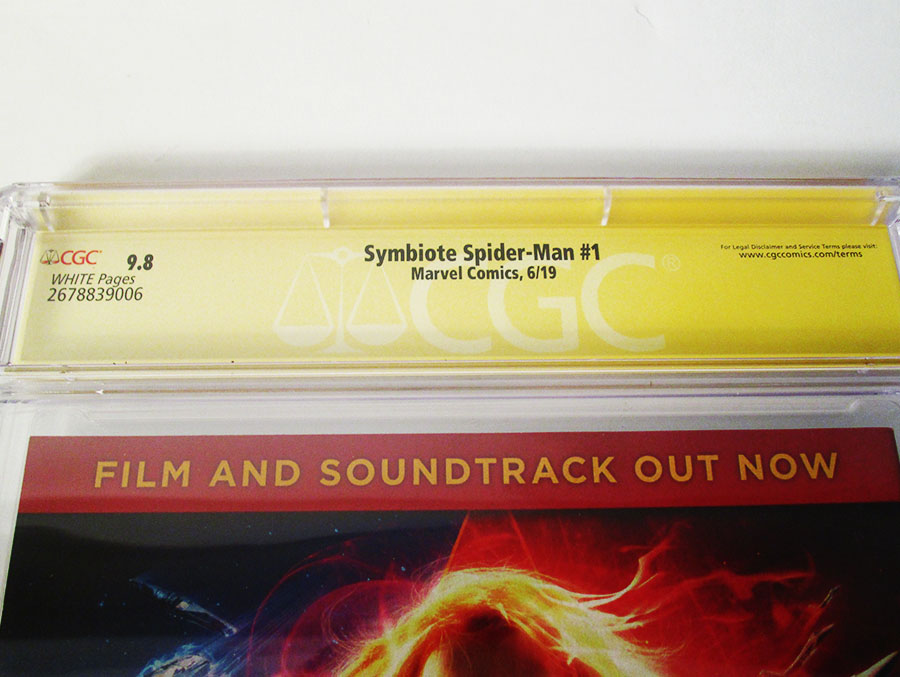 CGC 9.8
WHITE Pages
2678839006
Symbiote Spider-Man #1
Marvel Comics, 6/19
For Legal Disclaimer and Service Terms please visit:
www.cgccomics.com/terms
CGC®
FILM AND SOUNDTRACK OUT NOW